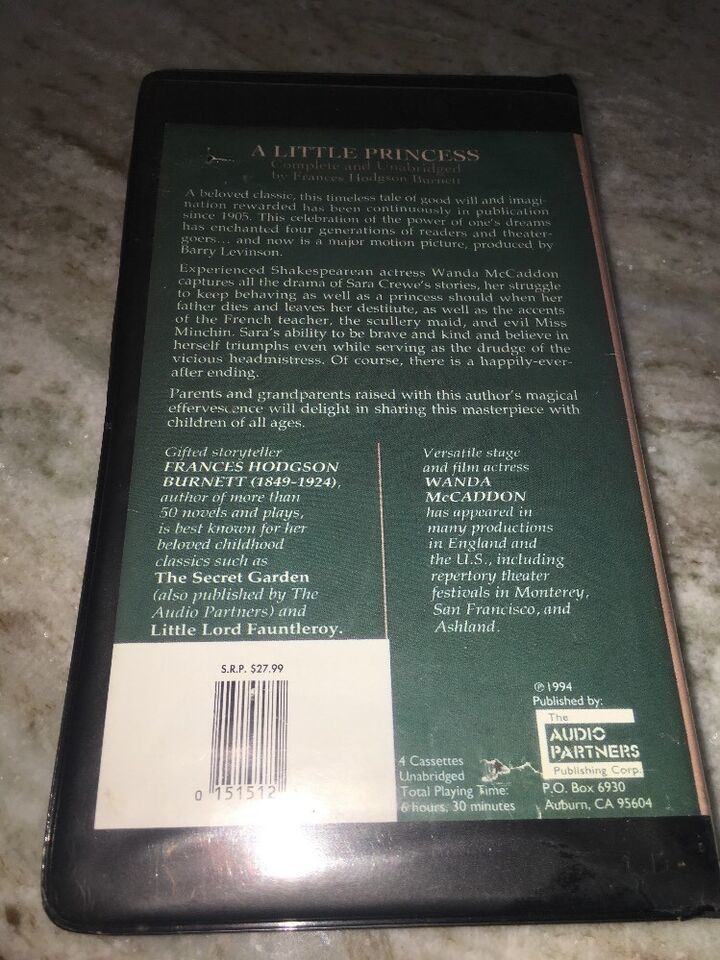 A LITTLE PRINCESS
Complete and Unabridged
by Frances Hodgson Burnett
A beloved classic, this timeless tale of good will and imagi-
nation rewarded has been continuously in publication
since 1905. This celebration of the power of one's dreams
has enchanted four generations of readers and theater-
goers... and now is a major motion picture, produced by
Barry Levinson.
Experienced Shakespearean actress Wanda McCaddon
captures all the drama of Sara Crewe's stories, her struggle
to keep behaving as well as a princess should when her
father dies and leaves her destitute, as well as the accents
of the French teacher, the scullery maid, and evil Miss
Minchin. Sara's ability to be brave and kind and believe in
herself triumphs even while serving as the drudge of the
vicious headmistress. Of course, there is a happily-ever-
after ending.
Parents and grandparents raised with this author's magical
effervescence will delight in sharing this masterpiece with
children of all ages.
Gifted storyteller
FRANCES HODGSON
BURNETT (1849-1924),
author of more than
50 novels and plays,
is best known for her
beloved childhood
classics such as
The Secret Garden
(also published by The
Audio Partners) and
Little Lord Fauntleroy.
Versatile stage
and film actress
WANDA
McCADDON
has appeared in
many productions
in England and
the U.S., including
repertory theater
festivals in Monterey,
San Francisco, and
Ashland.
S.R.P. $27.99
0 151512
4 Cassettes
Unabridged
Total Playing Time:
6 hours, 30 minutes
℗ 1994
Published by:
The
AUDIO
PARTNERS
Publishing Corp.
P.O. Box 6930
Auburn, CA 95604